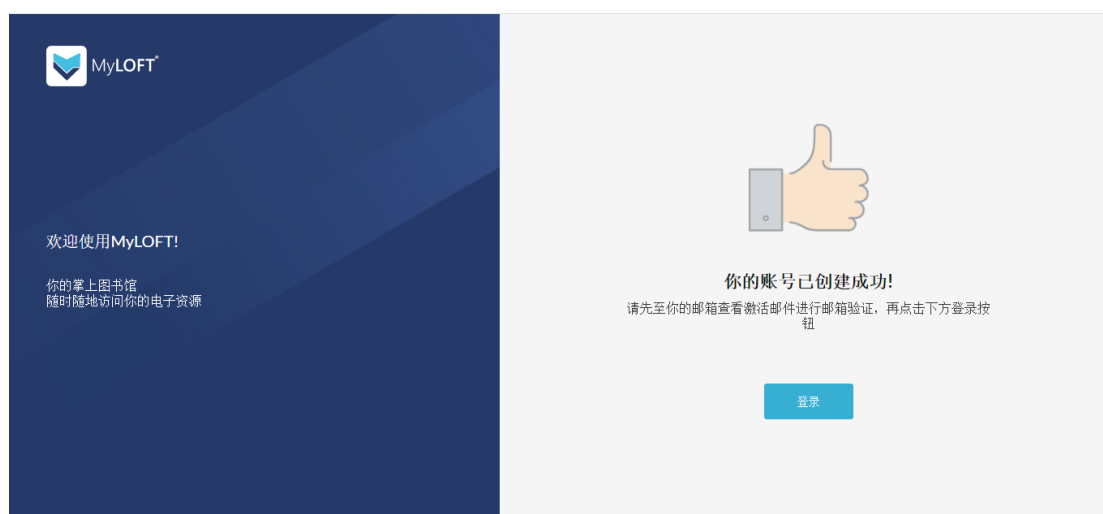 MyLOFT®
欢迎使用MyLOFT!
你的掌上图书馆
随时随地访问你的电子资源
你的账号已创建成功!
请先至你的邮箱查看激活邮件进行邮箱验证，再点击下方登录按
钮
登录